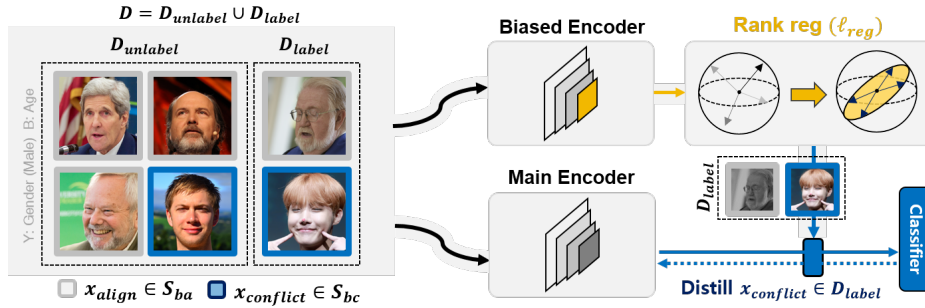 D = D_unlabel ∪ D_label
D_unlabel
D_label
Y: Gender (Male) B: Age
x_align ∈ S_ba
x_conflict ∈ S_bc
Biased Encoder
Main Encoder
Rank reg (ℓ_reg)
D_label
Classifier
Distill x_conflict ∈ D_label